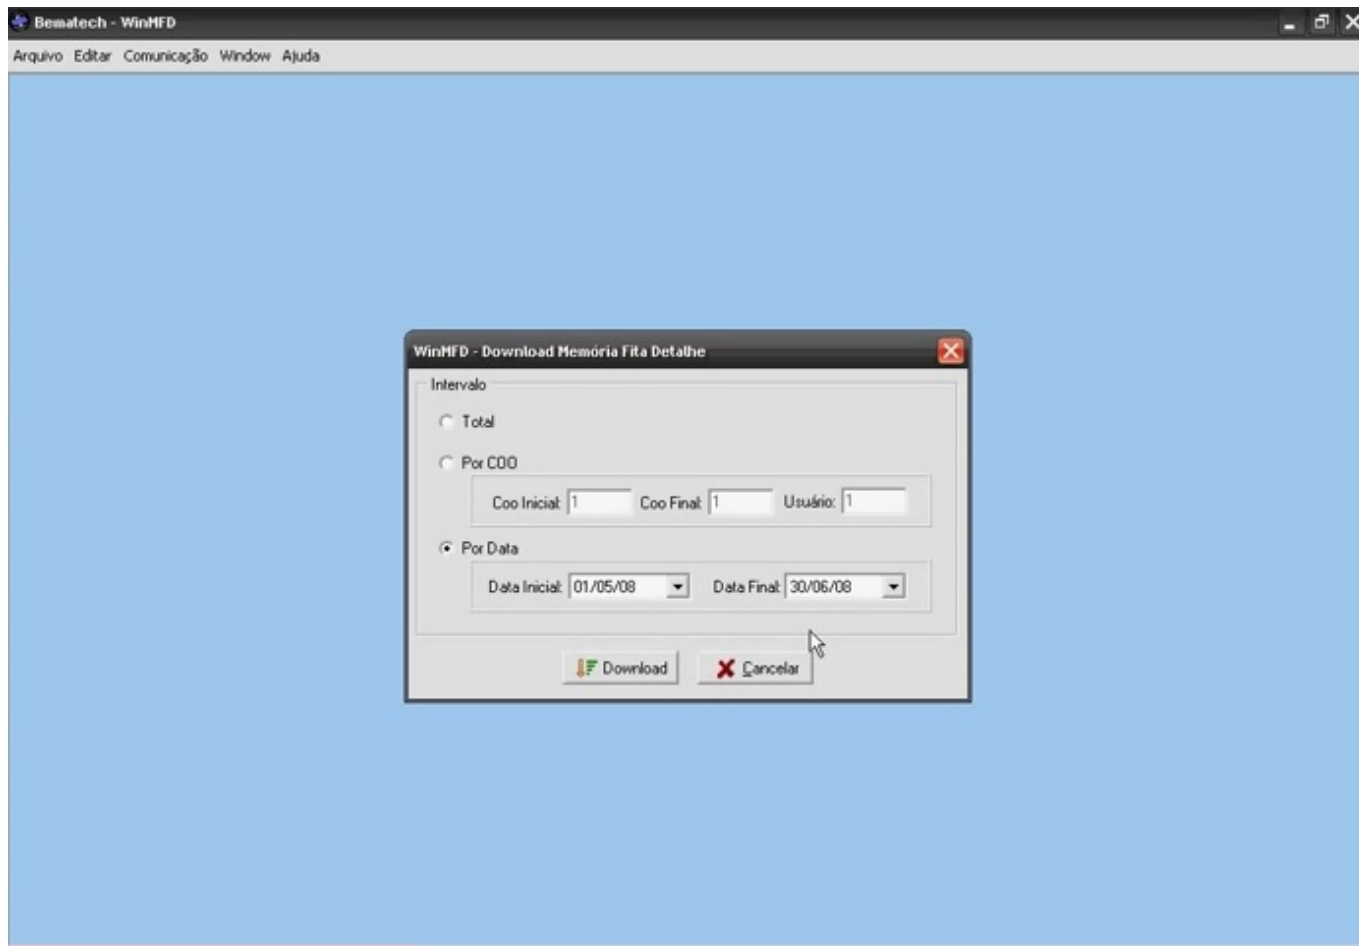 Bematech - WinMFD
Arquivo Editar Comunicação Window Ajuda
WinMFD - Download Memória Fita Detalhe
Intervalo
Total
Por COO
Coo Inicial: 1 Coo Final: 1 Usuário: 1
Por Data
Data Inicial: 01/05/08 Data Final: 30/06/08
Download Cancelar